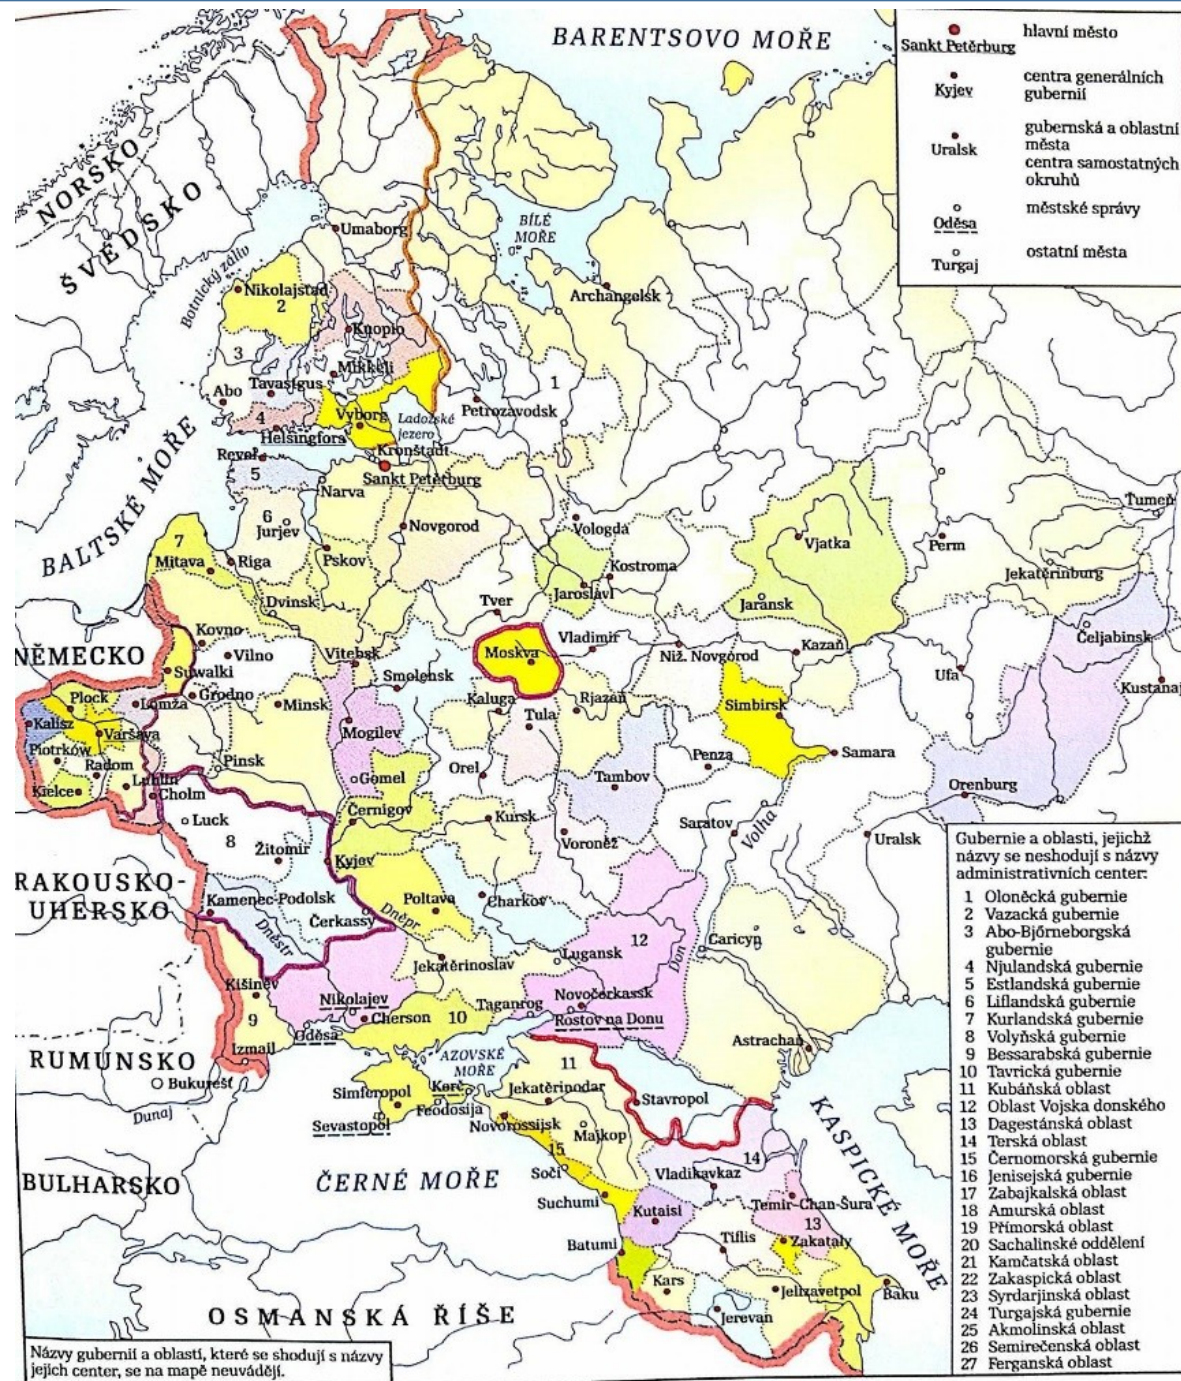 BARENTSOVO MOŘE
Sankt Petěrburg
hlavní město
Kyjev
centra generálních
gubernií
Uralsk
gubernská a oblastní
města
centra samostatných
okruhů
Oděsa
městské správy
Turgaj
ostatní města
NORSKO
ŠVÉDSKO
Botnický záliv
BÍLÉ
MOŘE
Umaborg
Archangelsk
Nikolajstad
2
Kuopio
3
Mikkeli
1
Abo
Tavastgus
4
Vyborg
Ladožské
jezero
Petrozavodsk
Helsingfors
Kronštadt
Revel
5
Sankt Petěrburg
Narva
BALTSKÉ MOŘE
6
Jurjev
Novgorod
Vologda
Vjatka
Perm
Ťumeň
7
Mitava
Riga
Pskov
Kostroma
Jekatěrinburg
Jaroslavl
Jaransk
Dvinsk
Tver
Čeljabinsk
Kovno
Moskva
Vladimir
NĚMECKO
Vilno
Vitebsk
Niž. Novgorod
Kazaň
Suwalki
Smolensk
Ufa
Kustanaj
Plock
Grodno
Lomža
Minsk
Kaluga
Rjazaň
Simbirsk
Kalisz
Varšava
Mogilev
Tula
Piotrków
Samara
Radom
Pinsk
Orel
Penza
Kielce
Lublin
Gomel
Tambov
Orenburg
Cholm
Černigov
Luck
Kursk
Saratov
Volha
Uralsk
8
Žitomir
Kyjev
Voroněž
RAKOUSKO-
UHERSKO
Kamenec-Podolsk
Poltava
Charkov
Čerkassy
Dněpr
Dněstr
12
Don
Caricyn
Jekatěrinoslav
Lugansk
Kišiněv
Nikolajev
Novočerkassk
Taganrog
Cherson
10
Rostov na Donu
9
Oděsa
Astrachaň
RUMUNSKO
Izmail
AZOVSKÉ
MOŘE
11
Bukurešť
Jekatěrinodar
Simferopol
Kerč
Stavropol
Dunaj
Feodosija
Novorossijsk
Sevastopol
Majkop
KASPICKÉ MOŘE
15
14
BULHARSKO
ČERNÉ MOŘE
Soči
Vladikavkaz
Suchumi
Temir-Chan-Šura
Kutaisi
13
Batumi
Tiflis
Zakataly
Kars
Jelizavetpol
Baku
OSMANSKÁ ŘÍŠE
Jerevan
Názvy gubernií a oblastí, které se shodují s názvy
jejich center, se na mapě neuvádějí.
Gubernie a oblasti, jejichž
názvy se neshodují s názvy
administrativních center:
1 Oloněcká gubernie
2 Vazacká gubernie
3 Abo-Bjőrneborgská
gubernie
4 Njulandská gubernie
5 Estlandská gubernie
6 Liflandská gubernie
7 Kurlandská gubernie
8 Volyňská gubernie
9 Bessarabská gubernie
10 Tavrická gubernie
11 Kubáňská oblast
12 Oblast Vojska donského
13 Dagestánská oblast
14 Terská oblast
15 Černomorská gubernie
16 Jenisejská gubernie
17 Zabajkalská oblast
18 Amurská oblast
19 Přímorská oblast
20 Sachalinské oddělení
21 Kamčatská oblast
22 Zakaspická oblast
23 Syrdarjinská oblast
24 Turgajská gubernie
25 Akmolinská oblast
26 Semirečenská oblast
27 Ferganská oblast